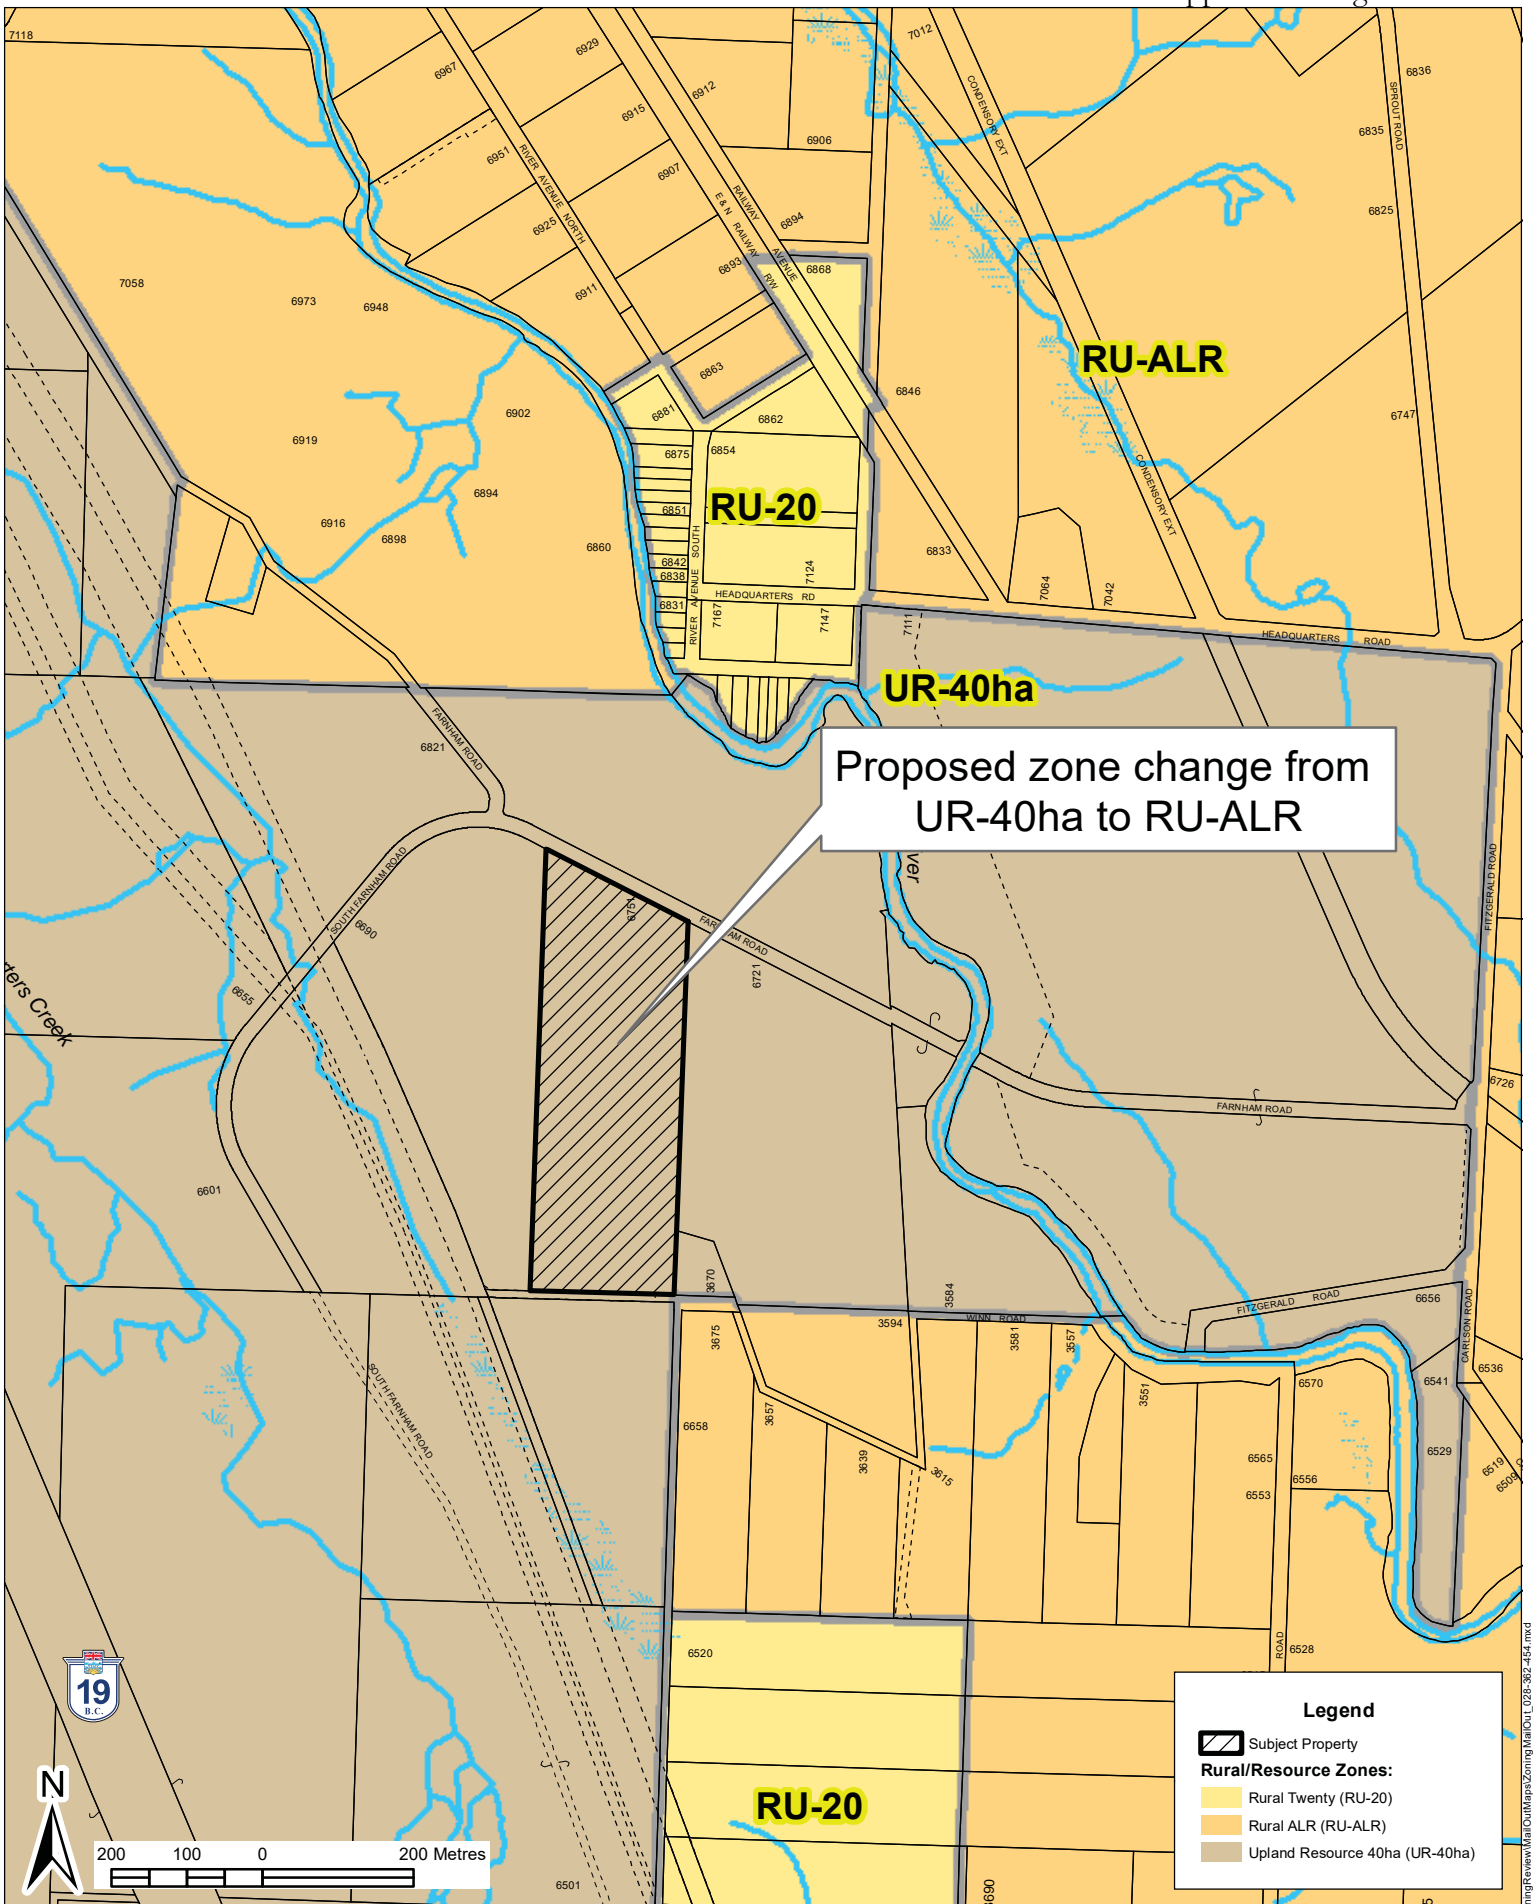 7118
6967
6929
6912
7012
6836
6915
6906
6835
CONDENSORY EXT
SPROUT ROAD
6951
RIVER AVENUE NORTH
6907
6925
E & N RAILWAY R/W
RAILWAY AVENUE
6894
6825
7058
6973
6948
6911
6893
6868
RU-ALR
6863
6846
6902
6881
6862
6747
6919
6875
6854
6894
RU-20
6851
CONDENSORY EXT
6916
6898
6860
6842
6838
6833
7124
7064
7042
HEADQUARTERS RD
6831
RIVER AVENUE SOUTH
7167
7147
7111
HEADQUARTERS ROAD
UR-40ha
FARNHAM ROAD
6821
Proposed zone change from
UR-40ha to RU-ALR
ver
FITZGERALD ROAD
SOUTH FARNHAM ROAD
6690
6751
FARNHAM ROAD
6721
6655
rters Creek
6726
FARNHAM ROAD
6601
3670
3584
FITZGERALD ROAD
6656
CARLSON ROAD
3675
3594
WINN ROAD
3581
3557
SOUTH FARNHAM ROAD
6536
6570
6541
3551
6658
3657
3639
3615
6565
6556
6553
6529
6519
6509
ROAD
6528
6520
19
B.C.
RU-20
6501
N
200 100 0 200 Metres
Legend
Subject Property
Rural/Resource Zones:
Rural Twenty (RU-20)
Rural ALR (RU-ALR)
Upland Resource 40ha (UR-40ha)